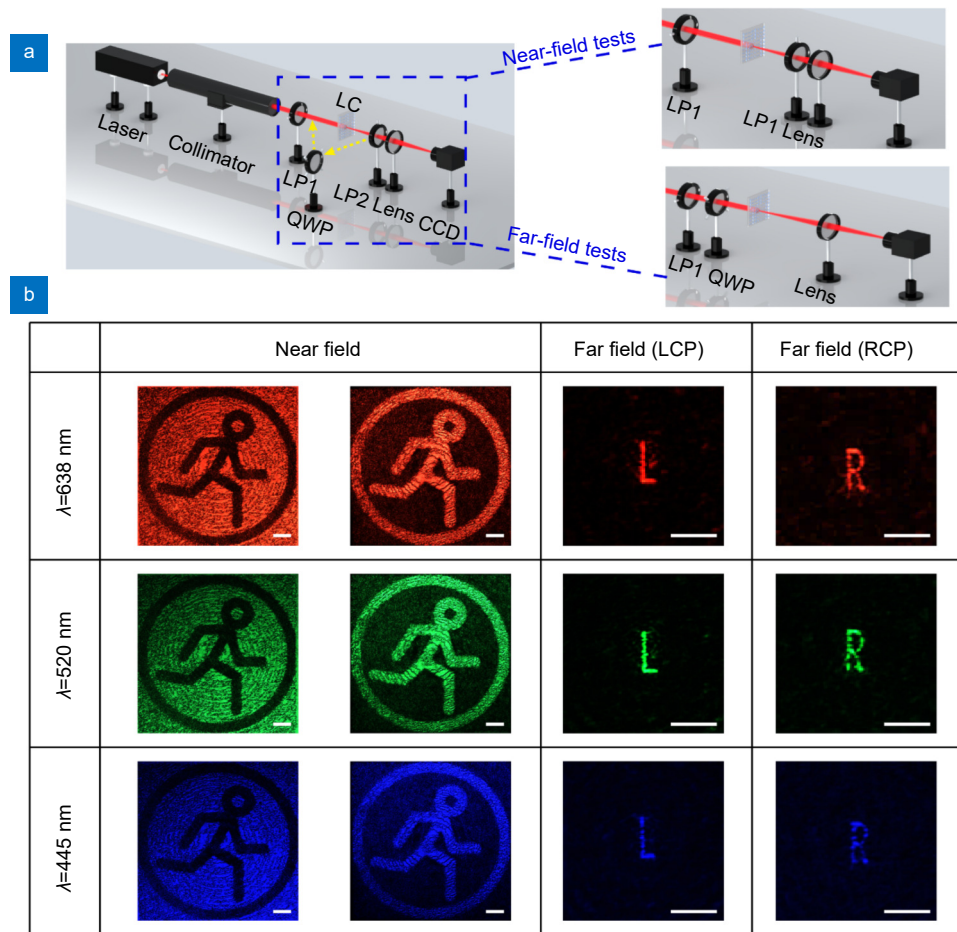 a
Near-field tests
LC
Laser
Collimator
LP1
LP2 Lens CCD
QWP
LP1
LP1 Lens
Far-field tests
LP1 QWP
Lens
b
Near field
Far field (LCP)
Far field (RCP)
λ=638 nm
L
R
λ=520 nm
L
R
λ=445 nm
L
R